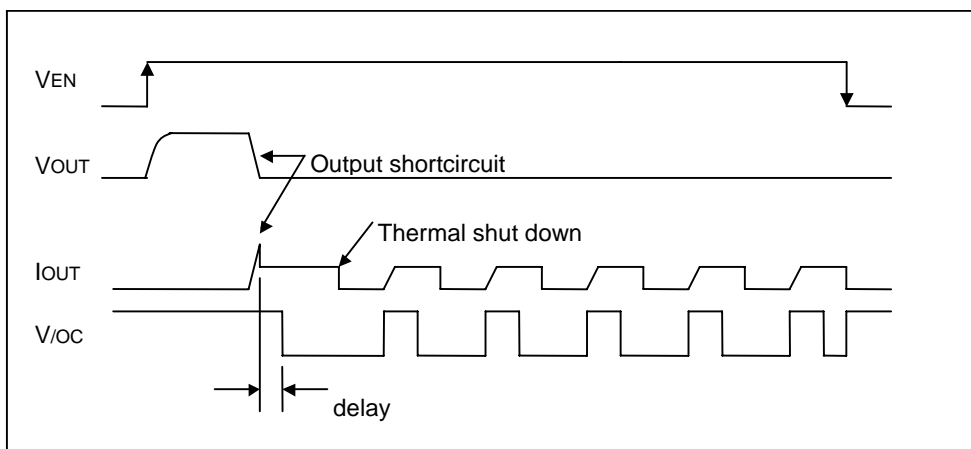 VEN
VOUT
Output shortcircuit
Thermal shut down
IOUT
V/OC
delay